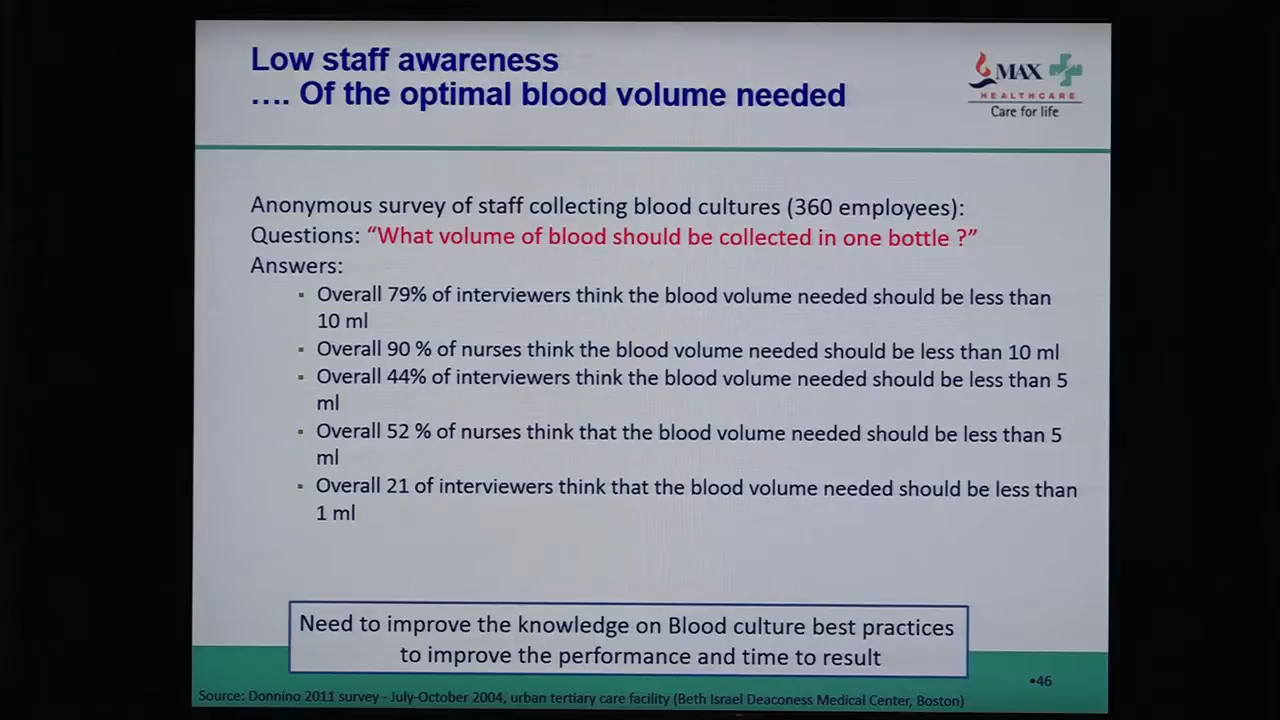 Low staff awareness
…. Of the optimal blood volume needed
MAX
HEALTHCARE
Care for life
Anonymous survey of staff collecting blood cultures (360 employees):
Questions: “What volume of blood should be collected in one bottle ?”
Answers:
▪ Overall 79% of interviewers think the blood volume needed should be less than
10 ml
▪ Overall 90 % of nurses think the blood volume needed should be less than 10 ml
▪ Overall 44% of interviewers think the blood volume needed should be less than 5
ml
▪ Overall 52 % of nurses think that the blood volume needed should be less than 5
ml
▪ Overall 21 of interviewers think that the blood volume needed should be less than
1 ml
Need to improve the knowledge on Blood culture best practices
to improve the performance and time to result
•46
Source: Donnino 2011 survey - July-October 2004, urban tertiary care facility (Beth Israel Deaconess Medical Center, Boston)